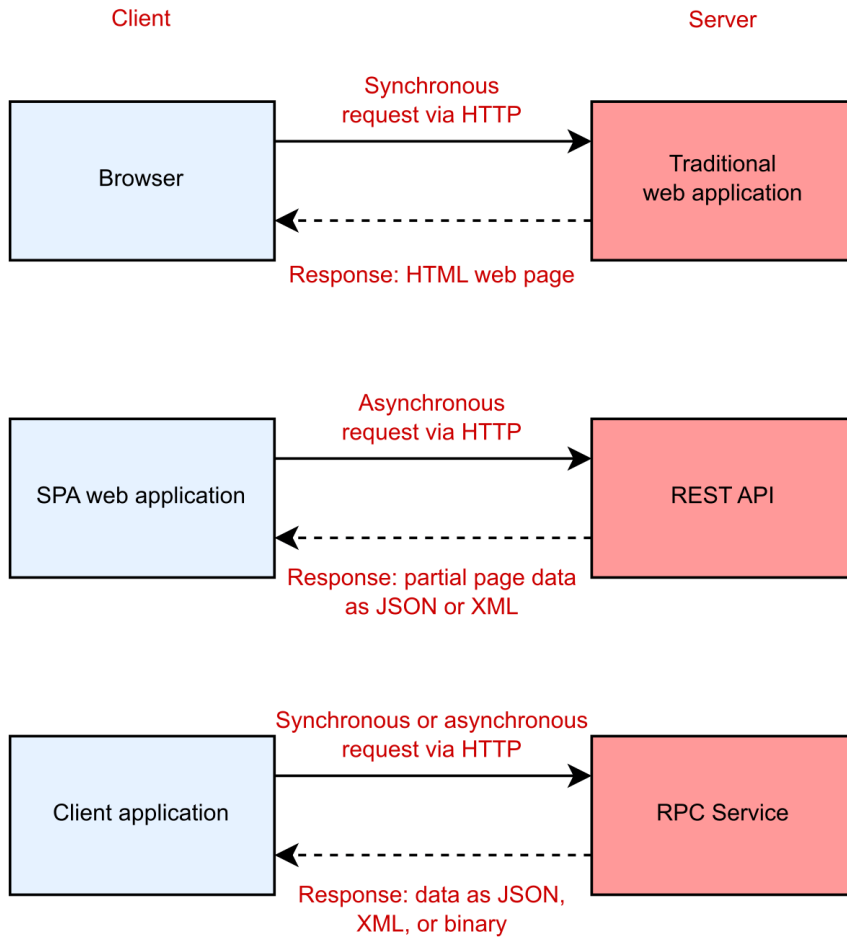 Client
Server
Synchronous
request via HTTP
Browser
Traditional
web application
Response: HTML web page
Asynchronous
request via HTTP
SPA web application
REST API
Response: partial page data
as JSON or XML
Synchronous or asynchronous
request via HTTP
Client application
RPC Service
Response: data as JSON,
XML, or binary